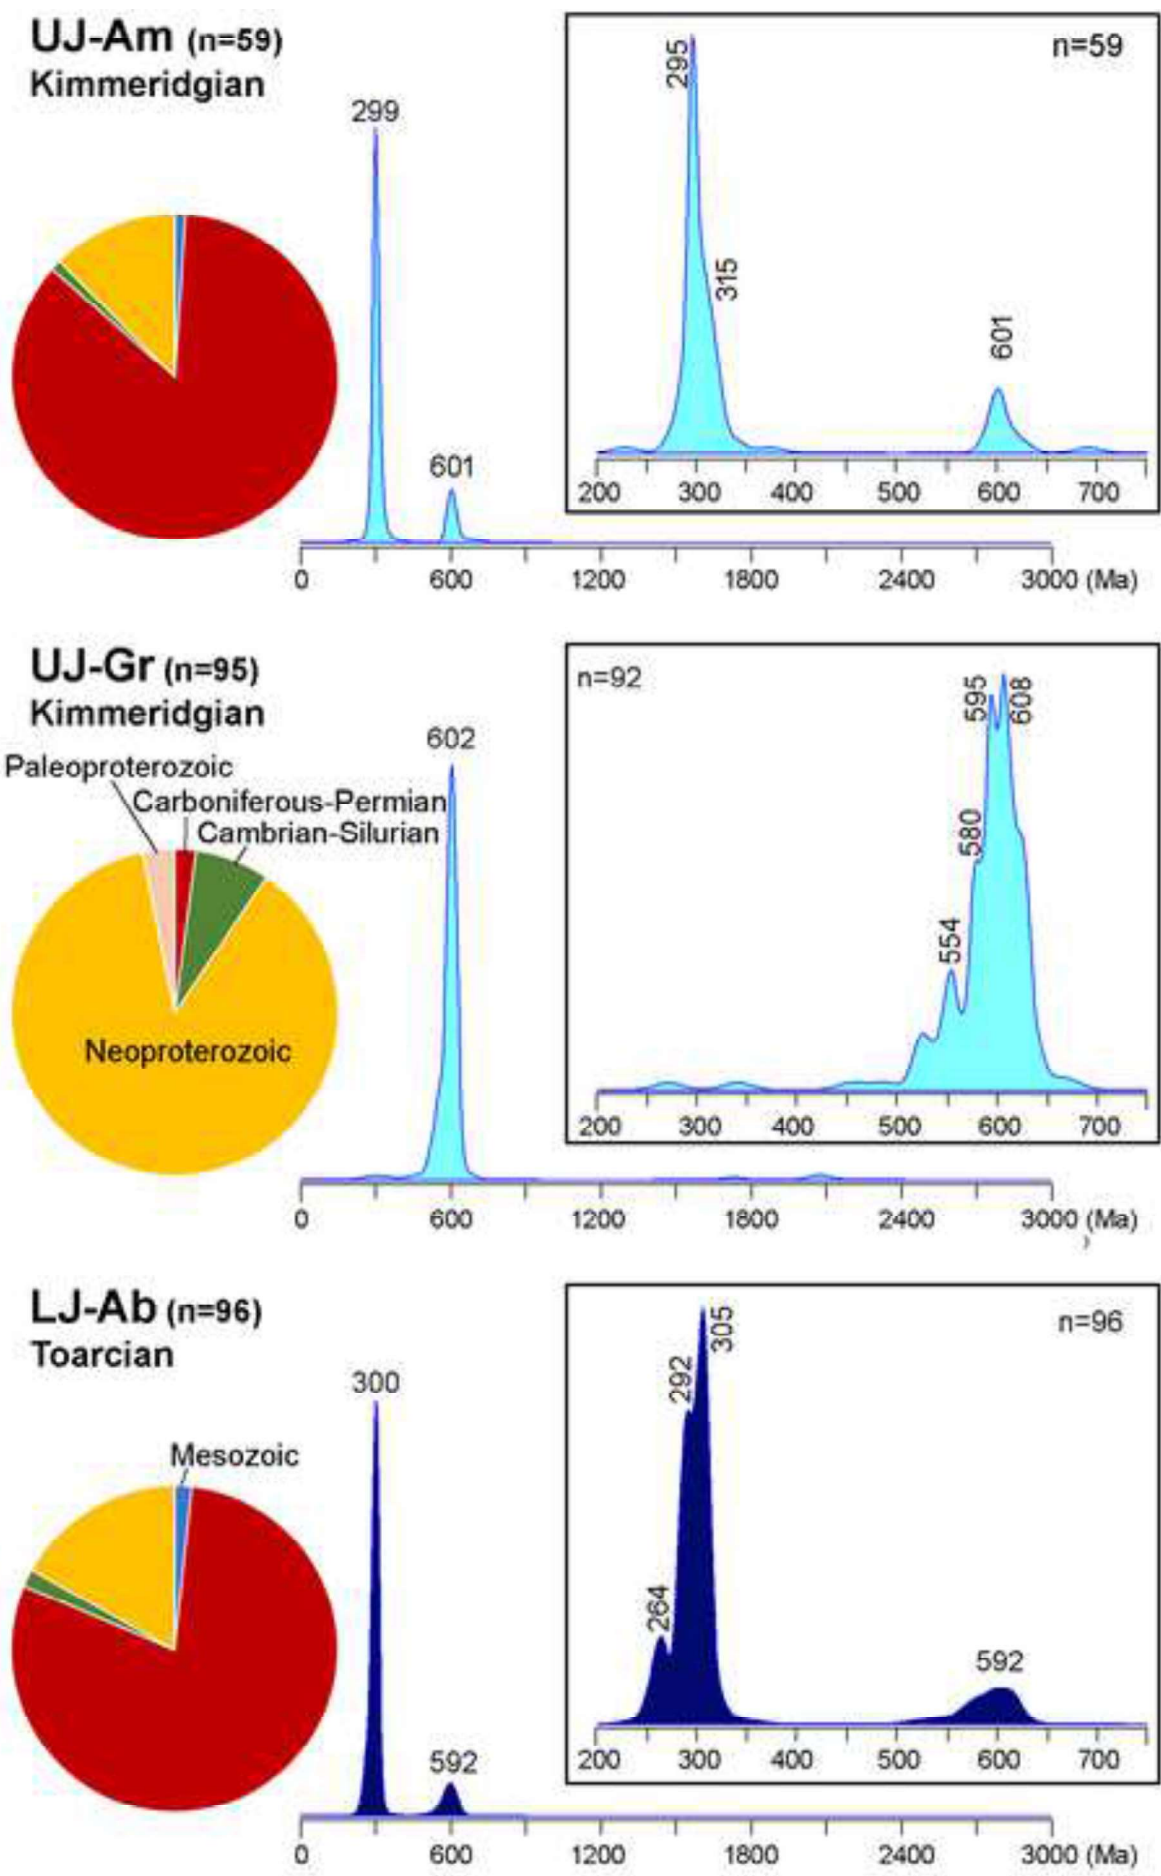 UJ-Am (n=59)
Kimmeridgian
299
601
0 600 1200 1800 2400 3000 (Ma)
n=59
295
315
601
200 300 400 500 600 700
UJ-Gr (n=95)
Kimmeridgian
Paleoproterozoic
Carboniferous-Permian
Cambrian-Silurian
Neoproterozoic
602
0 600 1200 1800 2400 3000 (Ma)
n=92
554
580
595
608
200 300 400 500 600 700
LJ-Ab (n=96)
Toarcian
Mesozoic
300
592
0 600 1200 1800 2400 3000 (Ma)
n=96
264
292
305
592
200 300 400 500 600 700